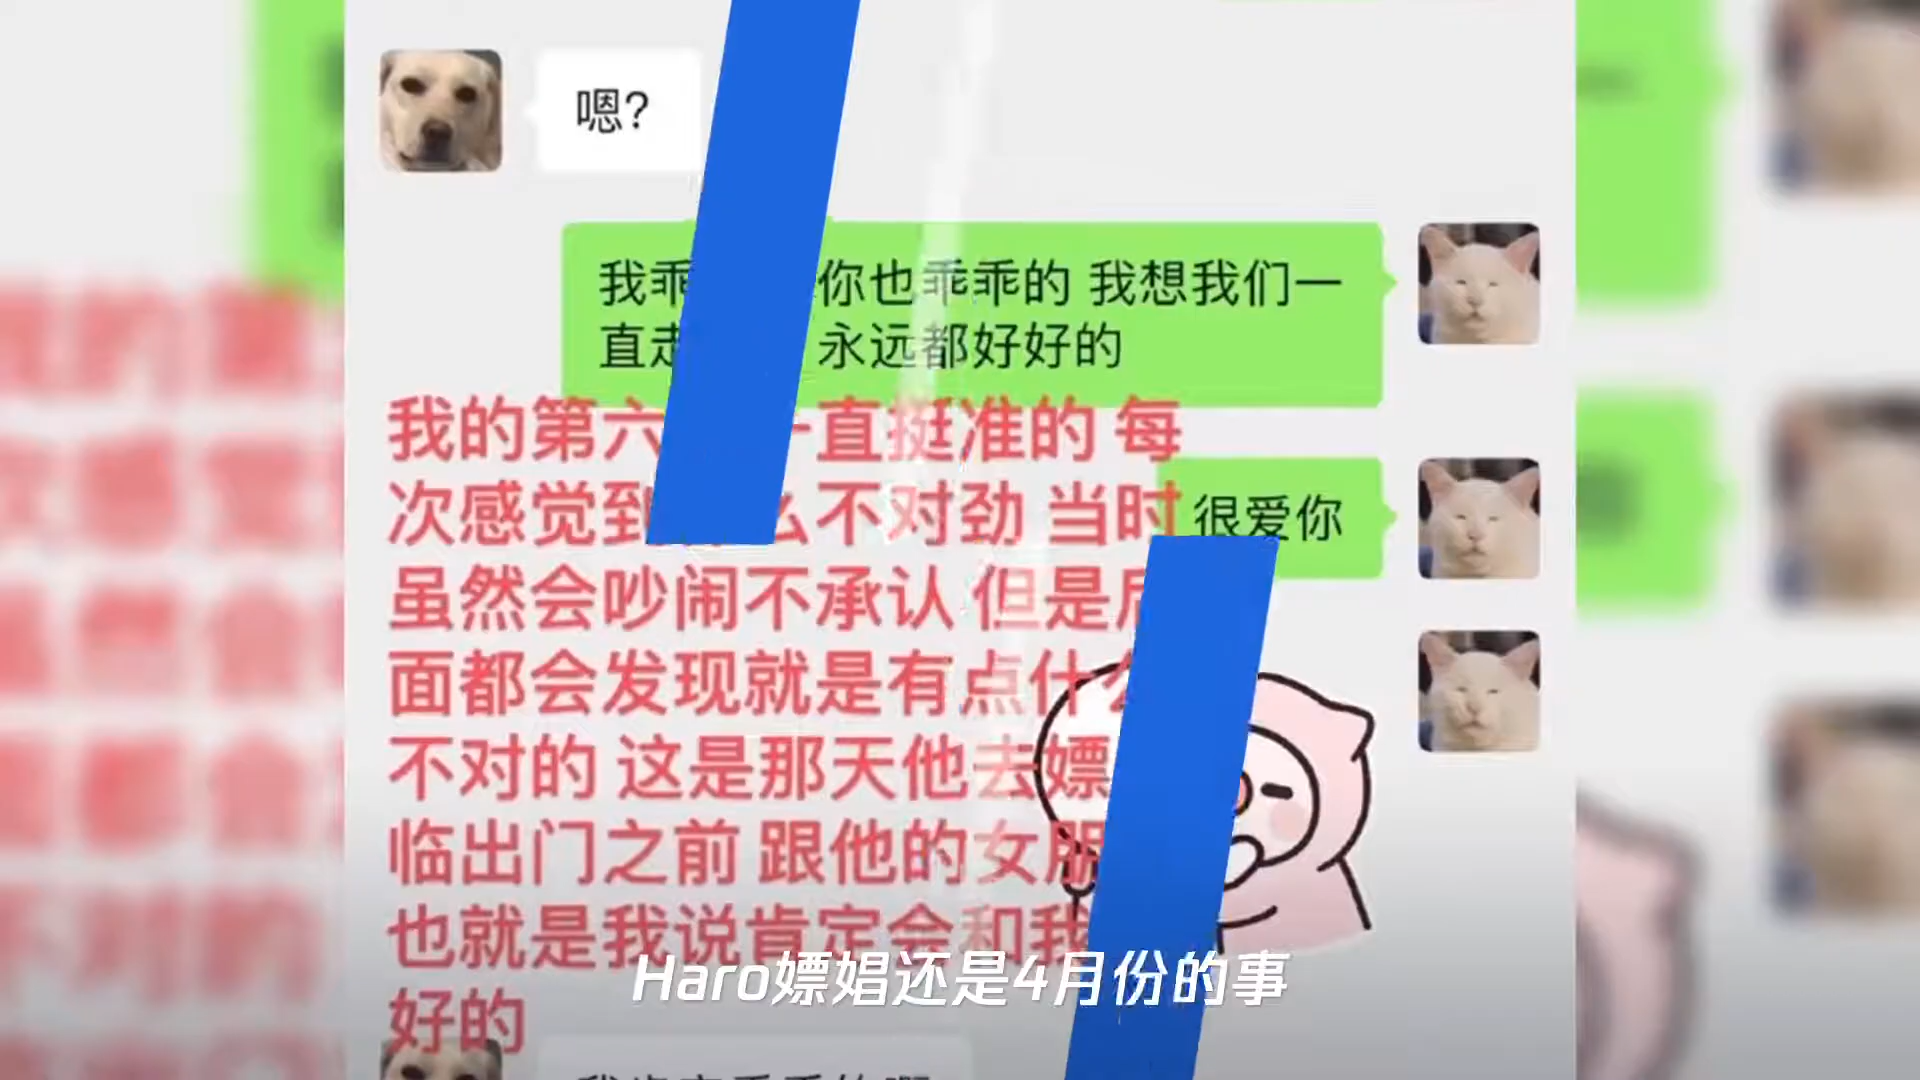 嗯?
我乖 你也乖乖的 我想我们一
直走 永远都好好的
我的第六 一直挺准的 每
次感觉到 么不对劲 当时
很爱你
虽然会吵闹不承认 但是后
面都会发现就是有点什么
不对的 这是那天他去嫖
临出门之前 跟他的女朋
也就是我说肯定会和我
好的
Haro嫖娼还是4月份的事